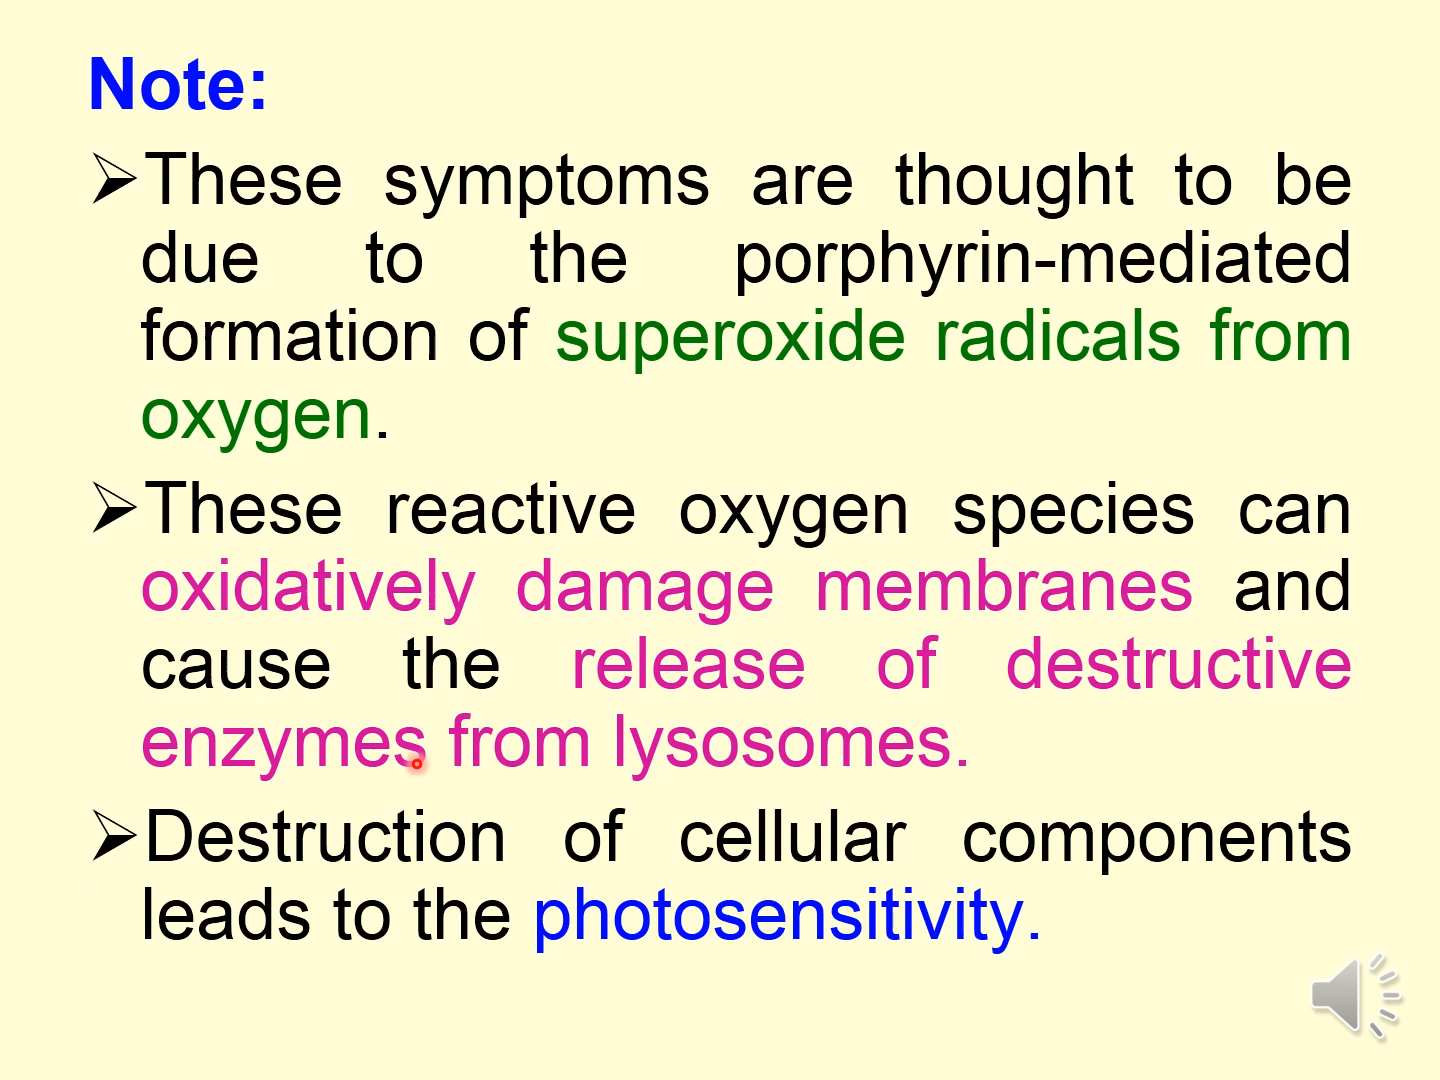 Note:
➢These symptoms are thought to be
due to the porphyrin-mediated
formation of superoxide radicals from
oxygen.
➢These reactive oxygen species can
oxidatively damage membranes and
cause the release of destructive
enzymes from lysosomes.
➢Destruction of cellular components
leads to the photosensitivity.